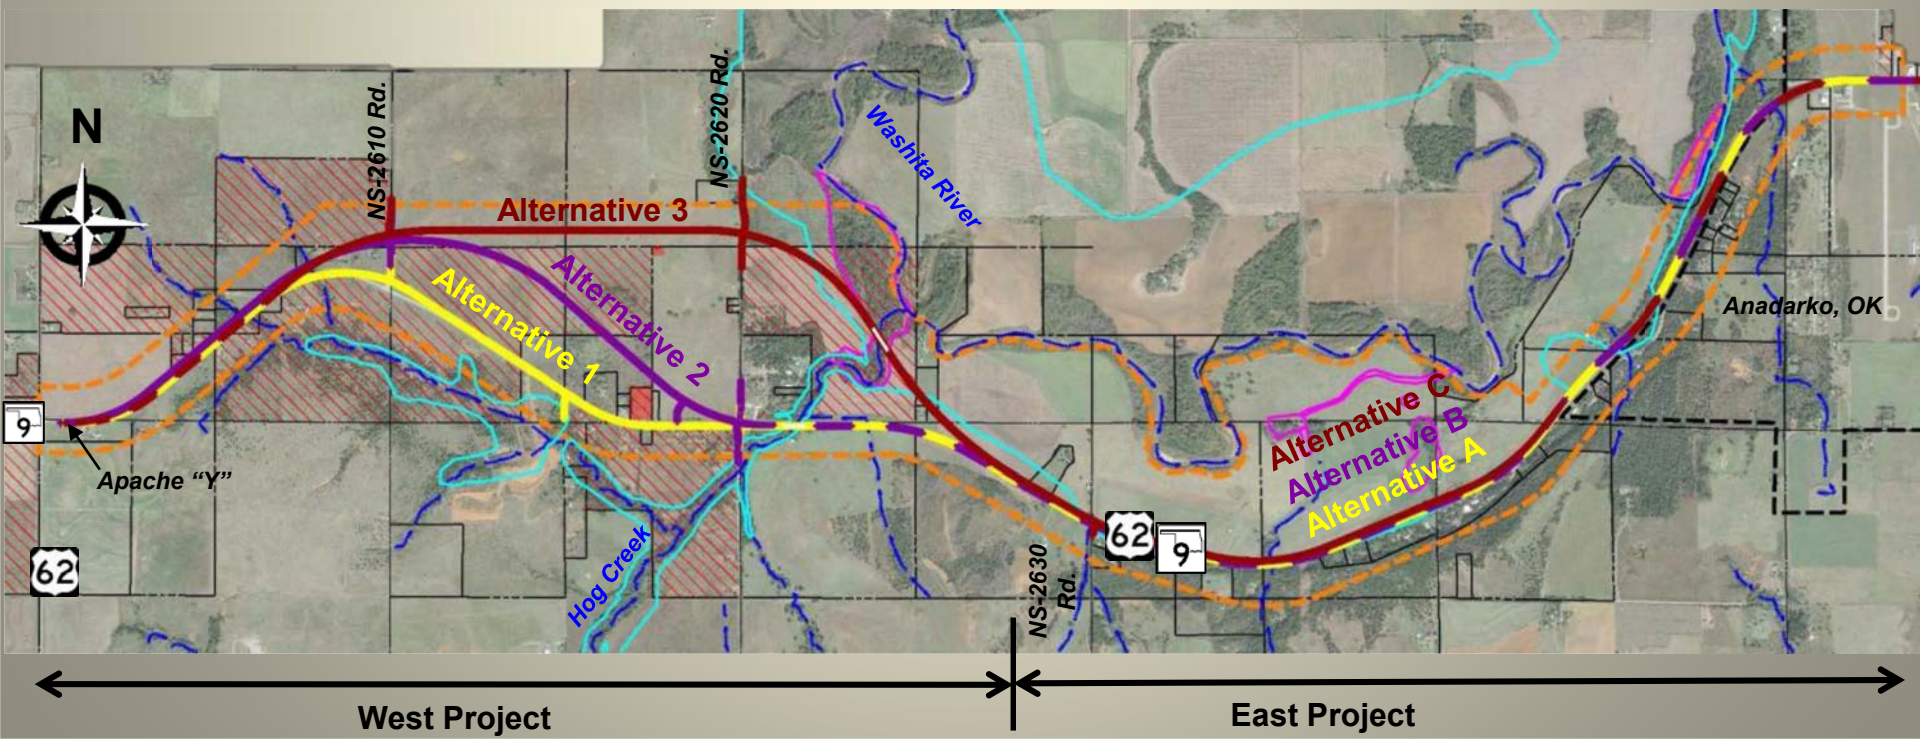 N
NS-2610 Rd.
NS-2620 Rd.
Washita River
Alternative 3
Alternative 2
Alternative 1
Anadarko, OK
9
Apache “Y”
Alternative C
Alternative B
Alternative A
62
9
62
Hog Creek
NS-2630
Rd.
West Project
East Project